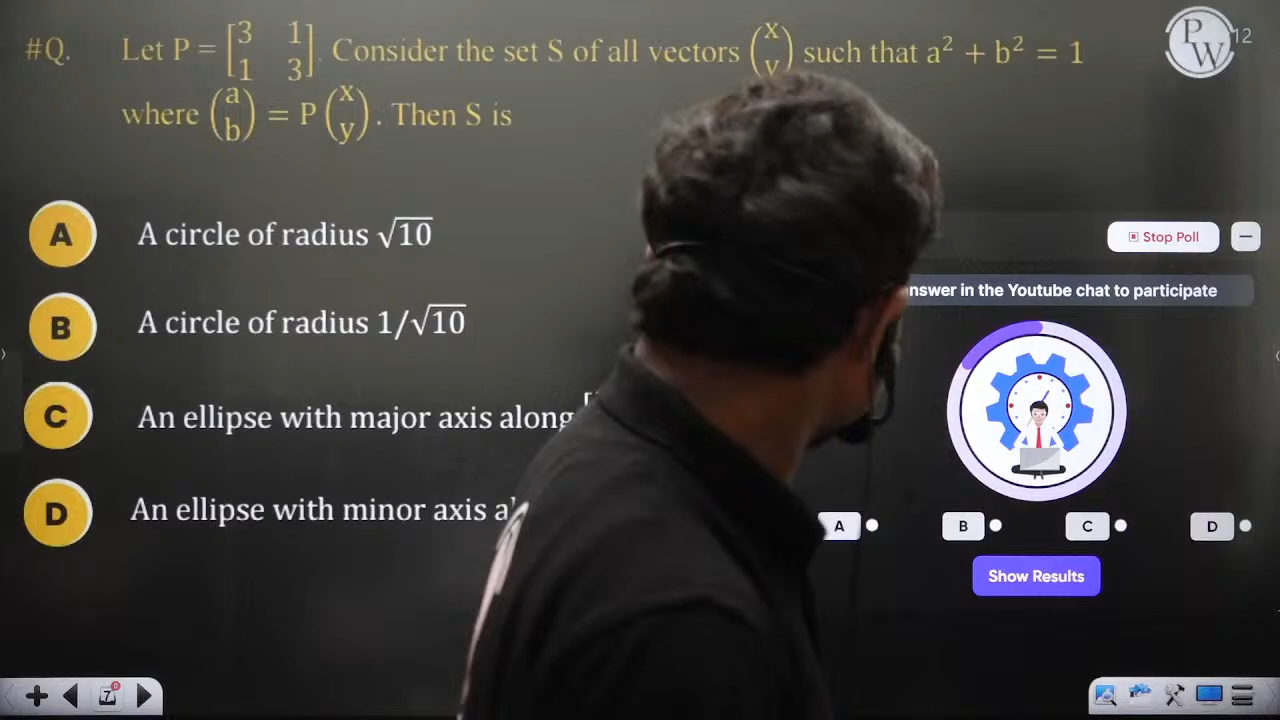 #Q. Let P = [3 1 1 3]. Consider the set S of all vectors (x y) such that a² + b² = 1
where (a b) = P (x y). Then S is
A A circle of radius √10
B A circle of radius 1/√10
C An ellipse with major axis along
D An ellipse with minor axis
PW
12
Stop Poll
in the Youtube chat to participate
A B C D
Show Results
7